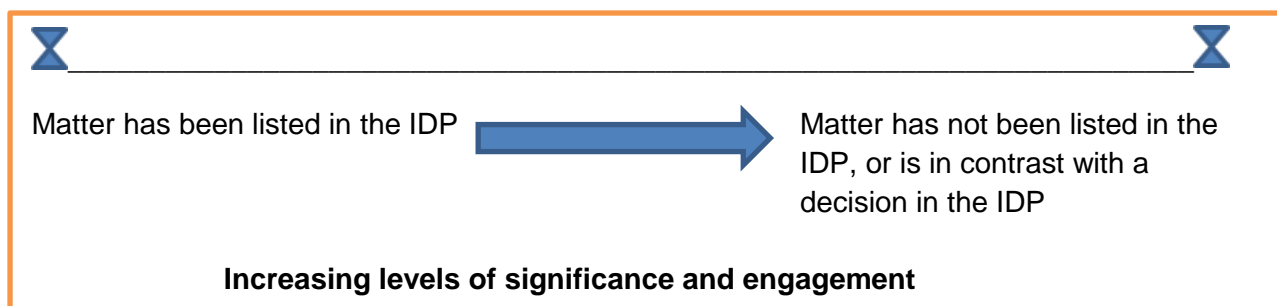 Matter has been listed in the IDP
Matter has not been listed in the
IDP, or is in contrast with a
decision in the IDP
Increasing levels of significance and engagement